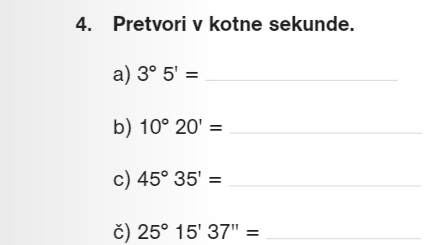 4. Pretvori v kotne sekunde.
a) 3° 5' =
b) 10° 20' =
c) 45° 35' =
č) 25° 15' 37" =